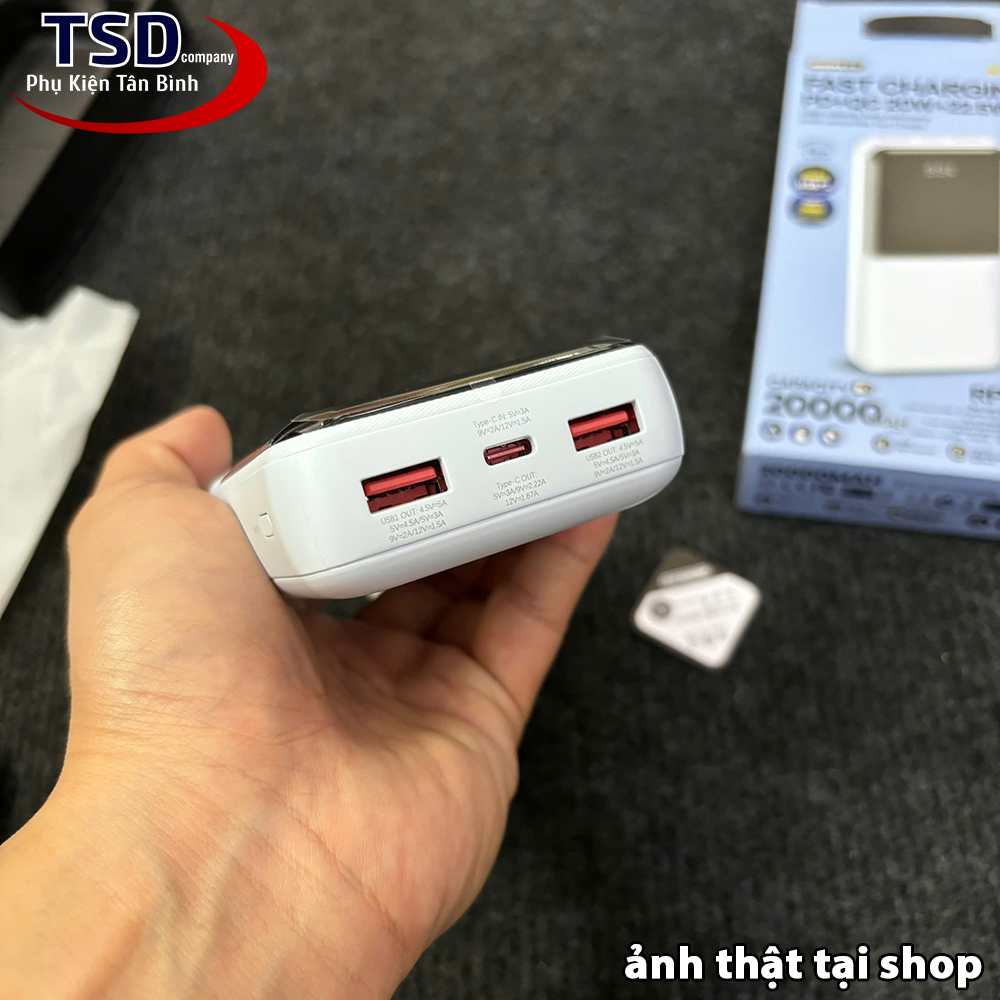 TSD
company
Phụ Kiện Tân Bình
FAST CHARGIN
PD+QC 20W+22.5W
CAPACITY
20000mAh
RE
Type-C IN: 5V=3A
9V=2A/12V=1.5A
USB1 OUT: 4.5V=5A
5V=4.5A/5V=3A
9V=2A/12V=1.5A
Type-C OUT:
5V=3A/9V=2.22A
12V=1.67A
USB2 OUT: 4.5V=5A
5V=4.5A/5V=3A
9V=2A/12V=1.5A
ảnh thật tại shop